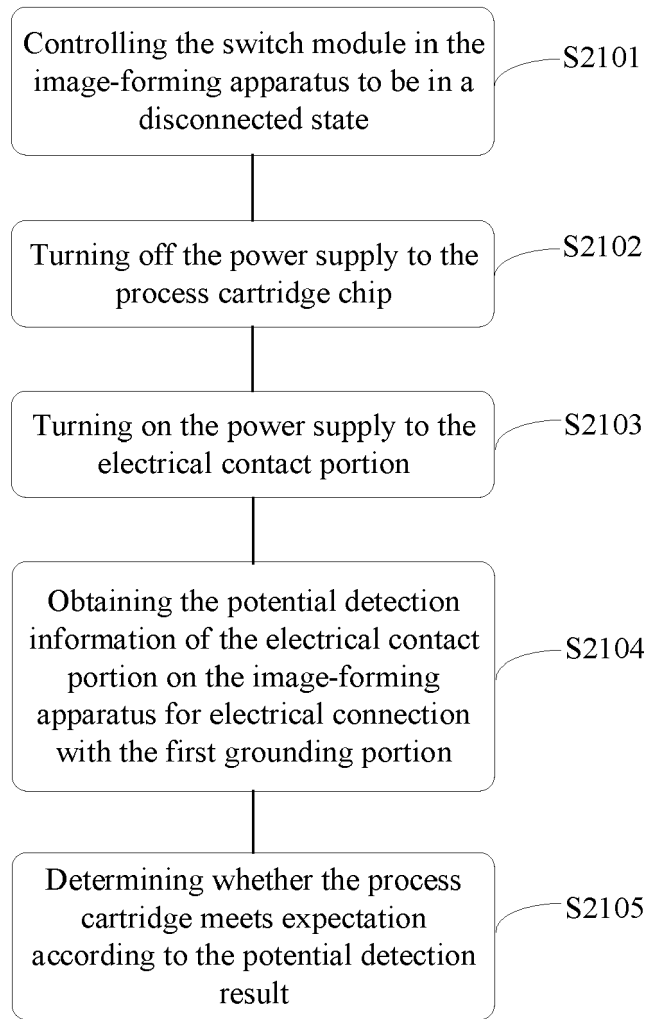 Controlling the switch module in the
image-forming apparatus to be in a
disconnected state
S2101
Turning off the power supply to the
process cartridge chip
S2102
Turning on the power supply to the
electrical contact portion
S2103
Obtaining the potential detection
information of the electrical contact
portion on the image-forming
apparatus for electrical connection
with the first grounding portion
S2104
Determining whether the process
cartridge meets expectation
according to the potential detection
result
S2105